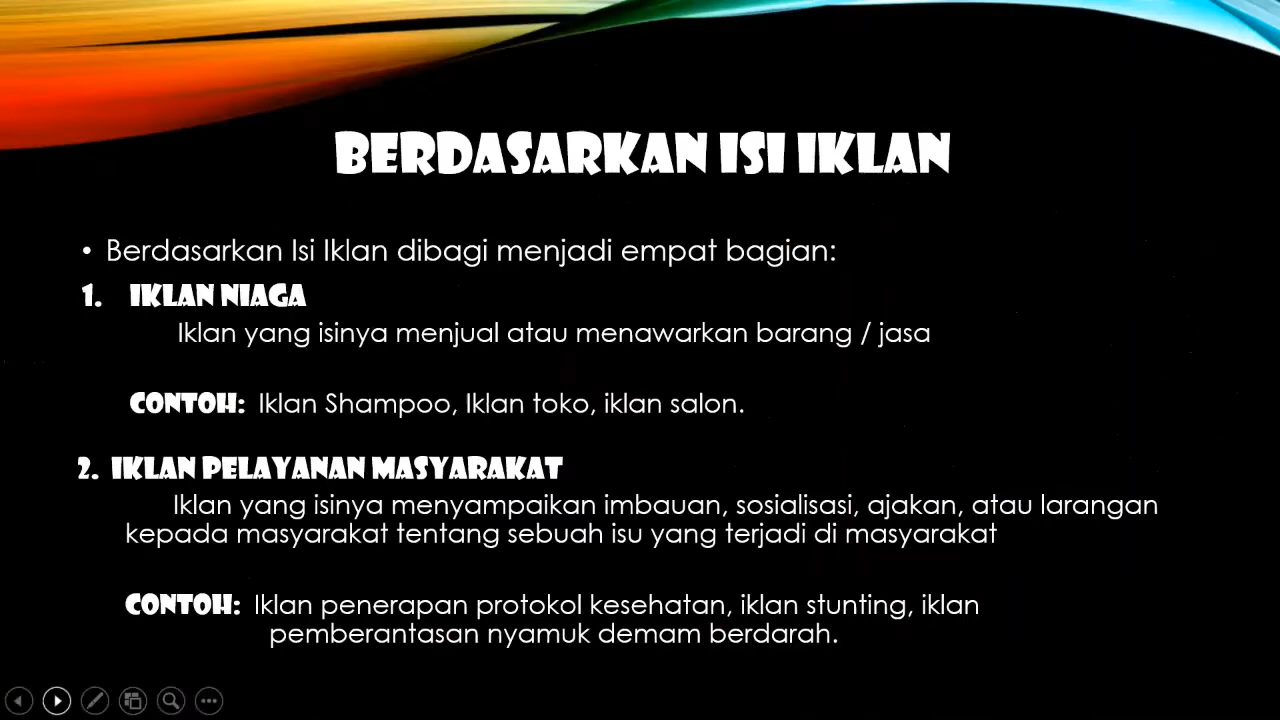 BERDASARKAN ISI IKLAN
• Berdasarkan Isi Iklan dibagi menjadi empat bagian:
1. IKLAN NIAGA
Iklan yang isinya menjual atau menawarkan barang / jasa
CONTOH: Iklan Shampoo, Iklan toko, iklan salon.
2. IKLAN PELAYANAN MASYARAKAT
Iklan yang isinya menyampaikan imbauan, sosialisasi, ajakan, atau larangan
kepada masyarakat tentang sebuah isu yang terjadi di masyarakat
CONTOH: Iklan penerapan protokol kesehatan, iklan stunting, iklan
pemberantasan nyamuk demam berdarah.